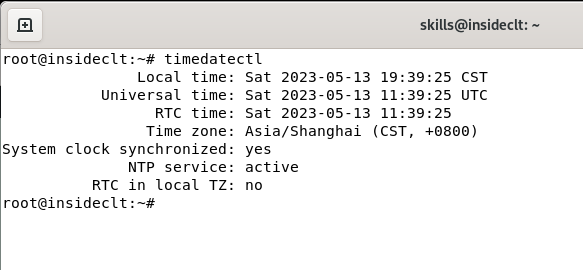 skills@insideclt: ~
root@insideclt:~# timedatectl
               Local time: Sat 2023-05-13 19:39:25 CST
           Universal time: Sat 2023-05-13 11:39:25 UTC
                 RTC time: Sat 2023-05-13 11:39:25
                Time zone: Asia/Shanghai (CST, +0800)
System clock synchronized: yes
              NTP service: active
          RTC in local TZ: no
root@insideclt:~#